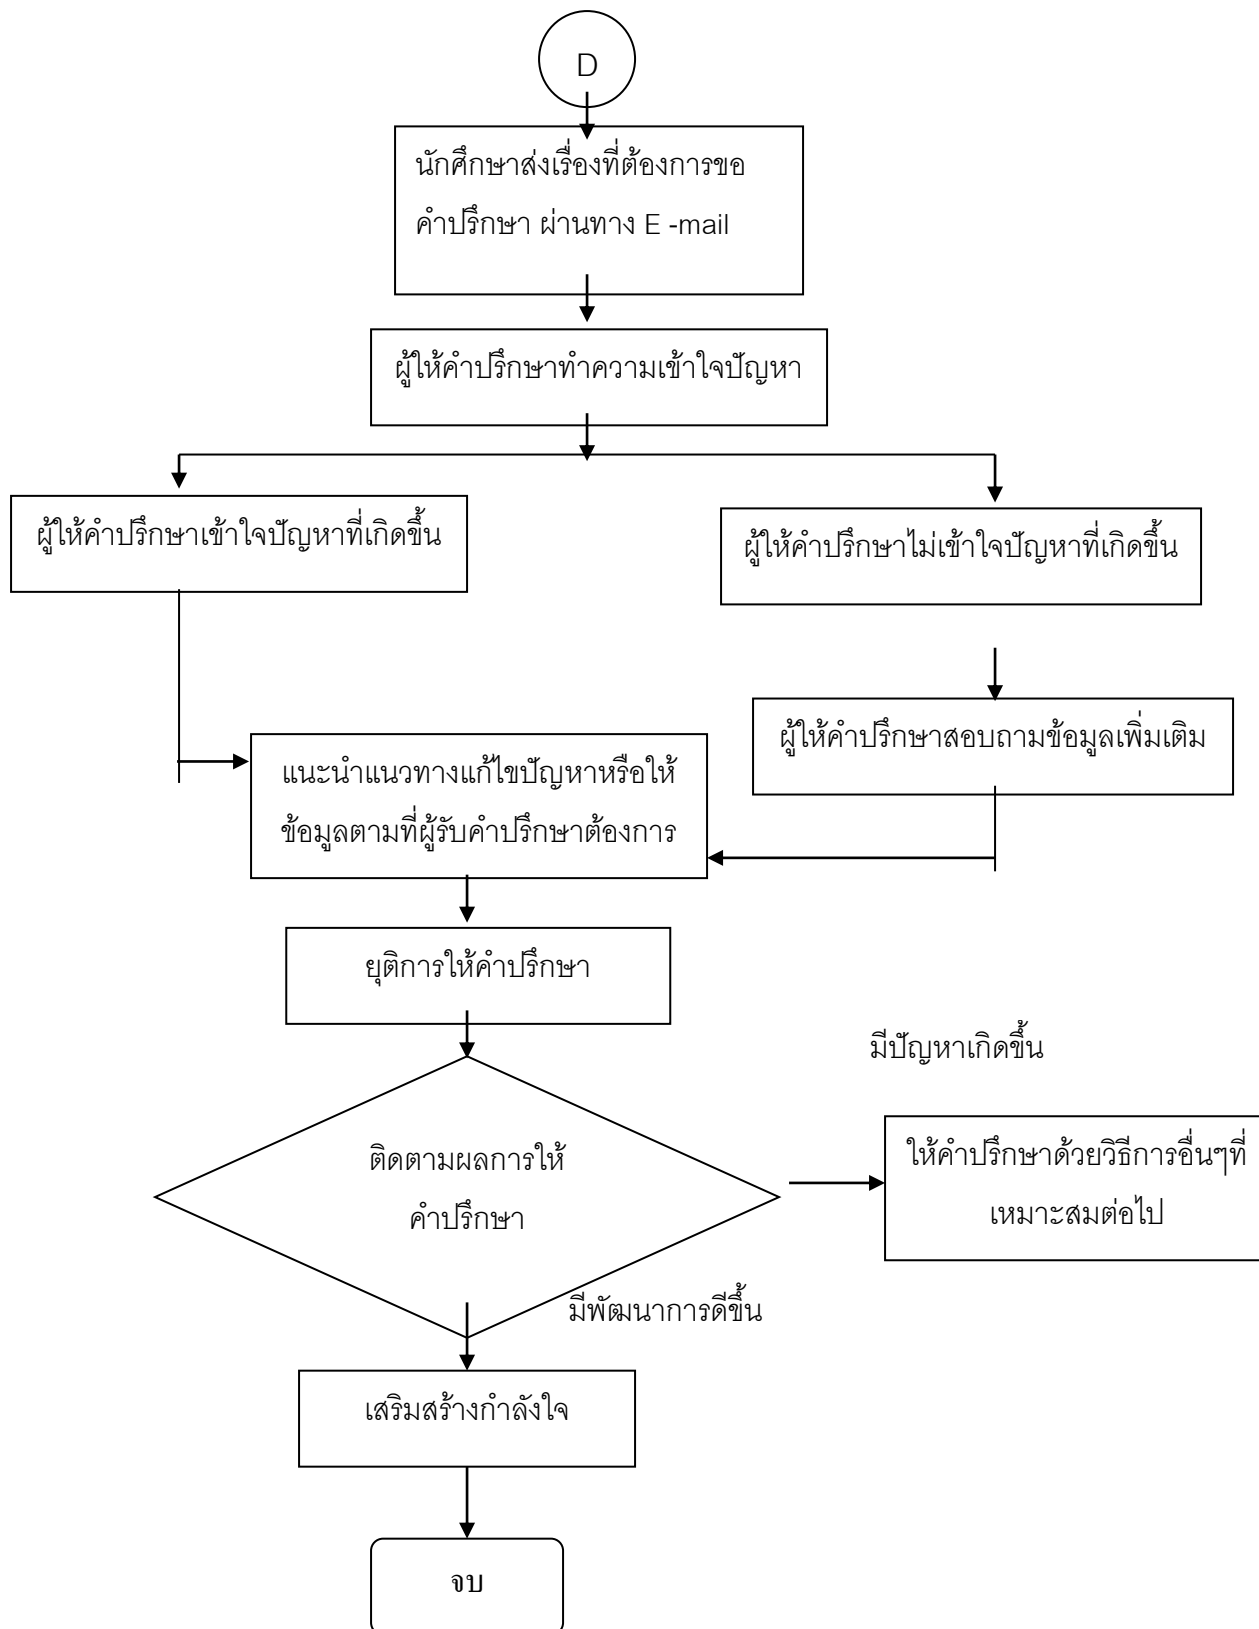 D
นักศึกษาส่งเรื่องที่ต้องการขอ
คำปรึกษา ผ่านทาง E -mail
ผู้ให้คำปรึกษาทำความเข้าใจปัญหา
ผู้ให้คำปรึกษาเข้าใจปัญหาที่เกิดขึ้น
ผู้ให้คำปรึกษาไม่เข้าใจปัญหาที่เกิดขึ้น
ผู้ให้คำปรึกษาสอบถามข้อมูลเพิ่มเติม
แนะนำแนวทางแก้ไขปัญหาหรือให้
ข้อมูลตามที่ผู้รับคำปรึกษาต้องการ
ยุติการให้คำปรึกษา
มีปัญหาเกิดขึ้น
ติดตามผลการให้
คำปรึกษา
ให้คำปรึกษาด้วยวิธีการอื่นๆที่
เหมาะสมต่อไป
มีพัฒนาการดีขึ้น
เสริมสร้างกำลังใจ
จบ